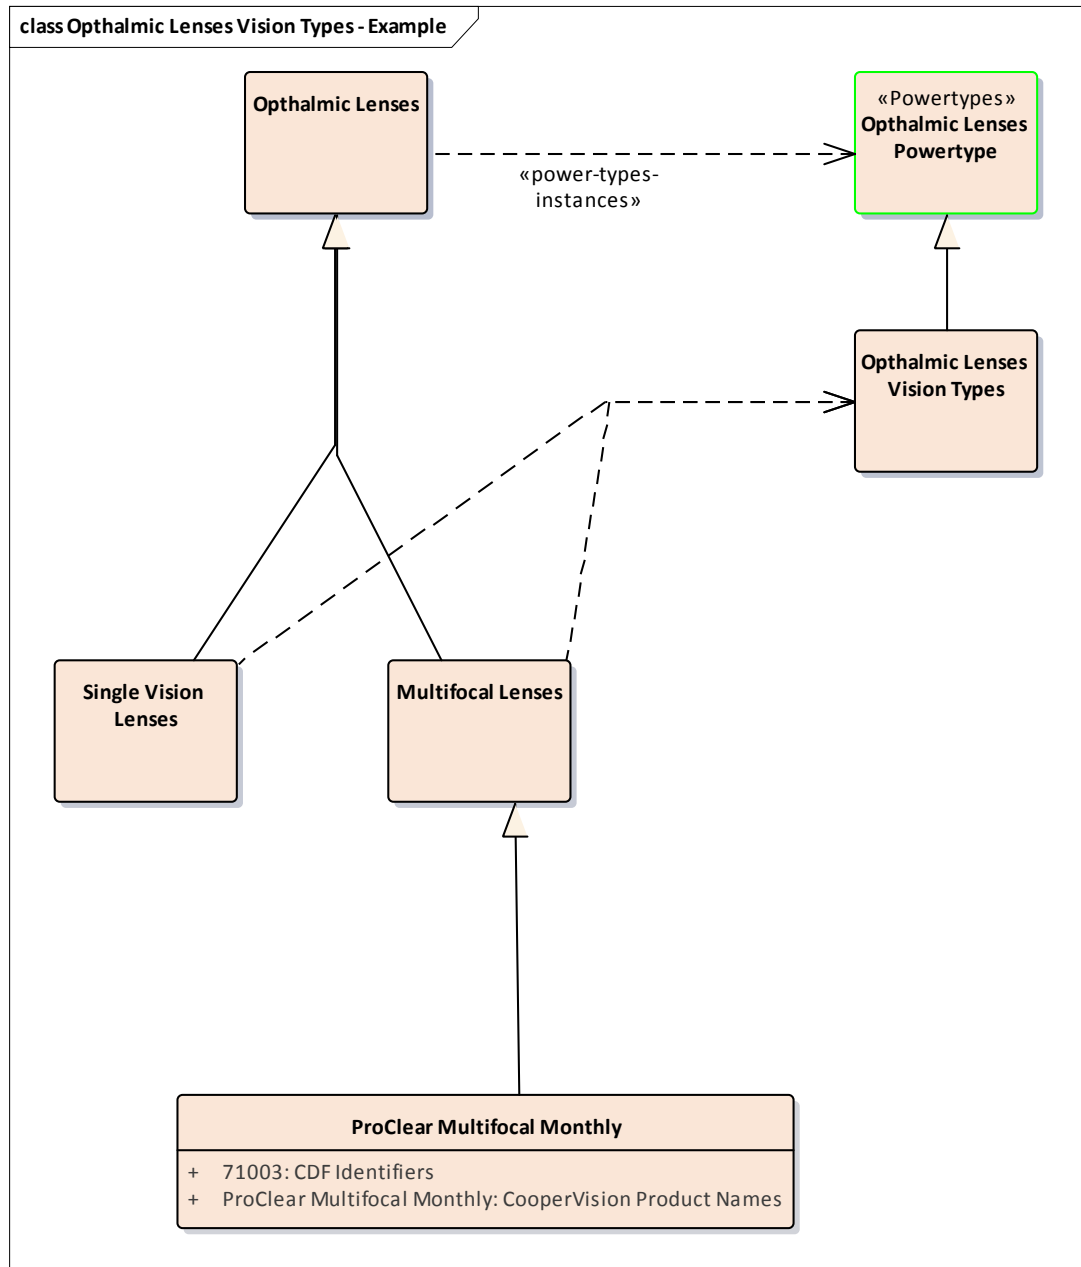 class Opthalmic Lenses Vision Types - Example
Opthalmic Lenses
«Powertypes»
Opthalmic Lenses
Powertype
«power-types-
instances»
Opthalmic Lenses
Vision Types
Single Vision
Lenses
Multifocal Lenses
ProClear Multifocal Monthly
+ 71003: CDF Identifiers
+ ProClear Multifocal Monthly: CooperVision Product Names